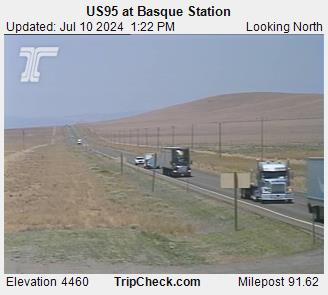 US95 at Basque Station
Updated: Jul 10 2024 1:22 PM Looking North
Elevation 4460 TripCheck.com Milepost 91.62